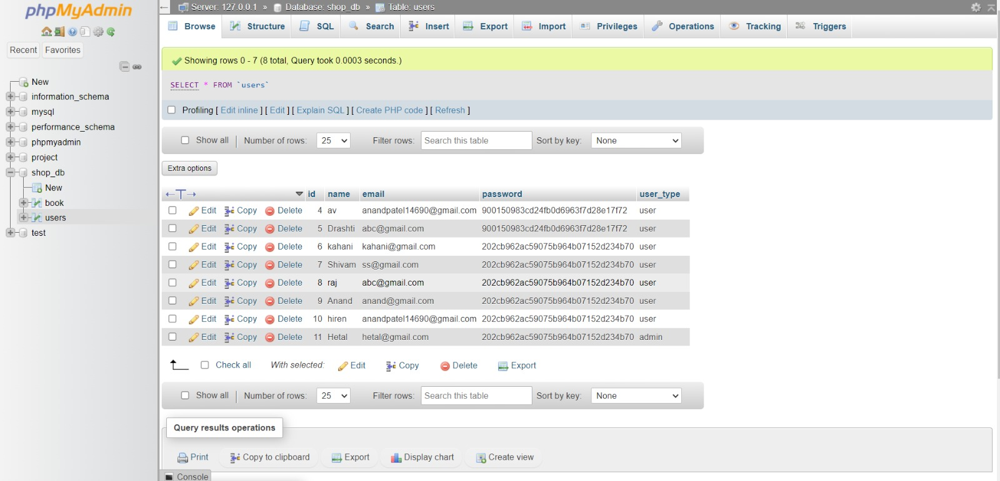 phpMyAdmin
Recent Favorites
New
information_schema
mysql
performance_schema
phpmyadmin
project
shop_db
New
book
users
test
Server: 127.0.0.1 » Database: shop_db » Table: users
Browse Structure SQL Search Insert Export Import Privileges Operations Tracking Triggers
Showing rows 0 - 7 (8 total, Query took 0.0003 seconds.)
SELECT * FROM `users`
Profiling [ Edit inline ] [ Edit ] [ Explain SQL ] [ Create PHP code ] [ Refresh ]
Show all Number of rows: 25 Filter rows: Search this table Sort by key: None
Extra options
id name email password user_type
Edit Copy Delete 4 av anandpatel14690@gmail.com 900150983cd24fb0d6963f7d28e17f72 user
Edit Copy Delete 5 Drashti abc@gmail.com 900150983cd24fb0d6963f7d28e17f72 user
Edit Copy Delete 6 kahani kahani@gmail.com 202cb962ac59075b964b07152d234b70 user
Edit Copy Delete 7 Shivam ss@gmail.com 202cb962ac59075b964b07152d234b70 user
Edit Copy Delete 8 raj abc@gmail.com 202cb962ac59075b964b07152d234b70 user
Edit Copy Delete 9 Anand anand@gmail.com 202cb962ac59075b964b07152d234b70 user
Edit Copy Delete 10 hiren anandpatel14690@gmail.com 202cb962ac59075b964b07152d234b70 user
Edit Copy Delete 11 Hetal hetal@gmail.com 202cb962ac59075b964b07152d234b70 admin
Check all With selected: Edit Copy Delete Export
Show all Number of rows: 25 Filter rows: Search this table Sort by key: None
Query results operations
Print Copy to clipboard Export Display chart Create view
Console